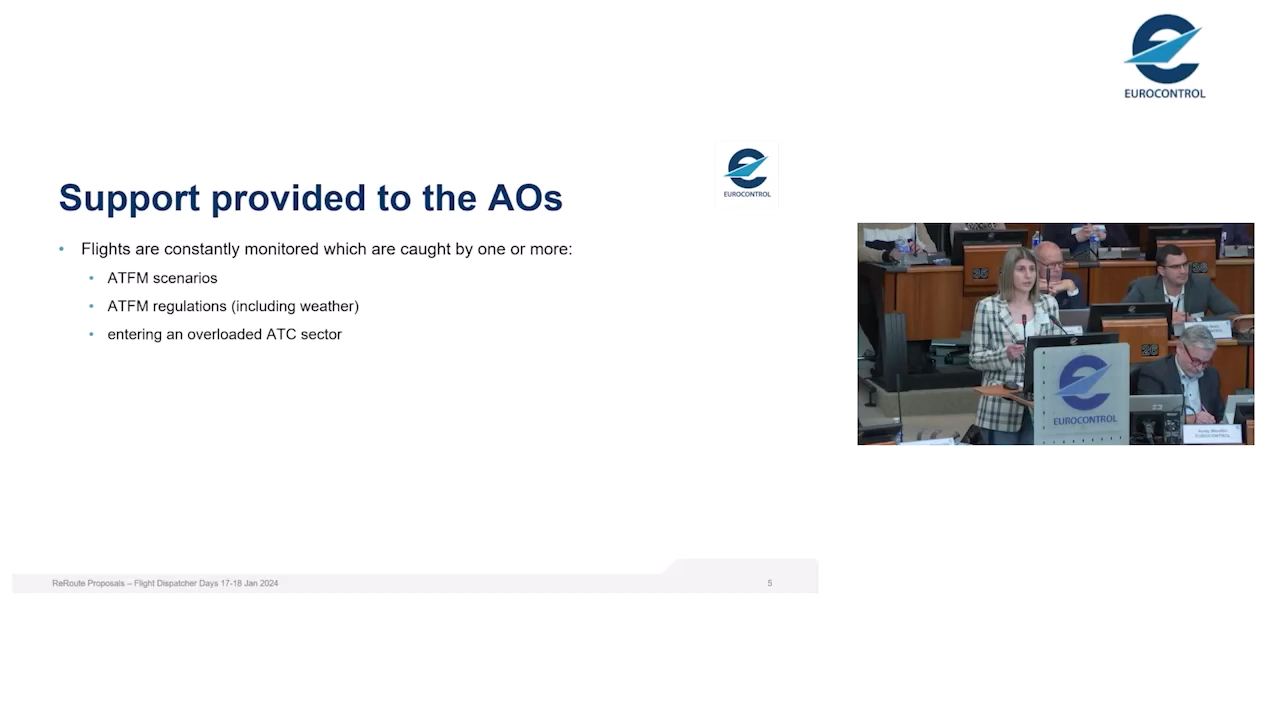 EUROCONTROL
EUROCONTROL
Support provided to the AOs
• Flights are constantly monitored which are caught by one or more:
• ATFM scenarios
• ATFM regulations (including weather)
• entering an overloaded ATC sector
EUROCONTROL
EUROCONTROL
ReRoute Proposals – Flight Dispatcher Days 17-18 Jan 2024
5